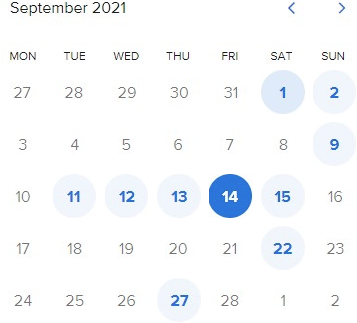 September 2021 < >
MON TUE WED THU FRI SAT SUN
27 28 29 30 31 1 2
3 4 5 6 7 8 9
10 11 12 13 14 15 16
17 18 19 20 21 22 23
24 25 26 27 28 1 2